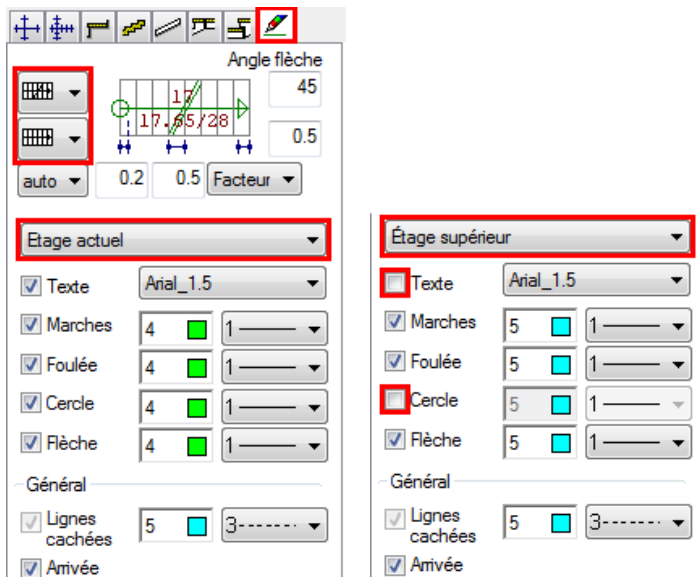 Angle flèche
45
17
17.65/28
0.5
auto 0.2 0.5 Facteur
Etage actuel
Texte Arial_1.5
Marches 4 1
Foulée 4 1
Cercle 4 1
Flèche 4 1
Général
Lignes cachées 5 3
Arrivée
Étage supérieur
Texte Arial_1.5
Marches 5 1
Foulée 5 1
Cercle 5 1
Flèche 5 1
Général
Lignes cachées 5 3
Arrivée